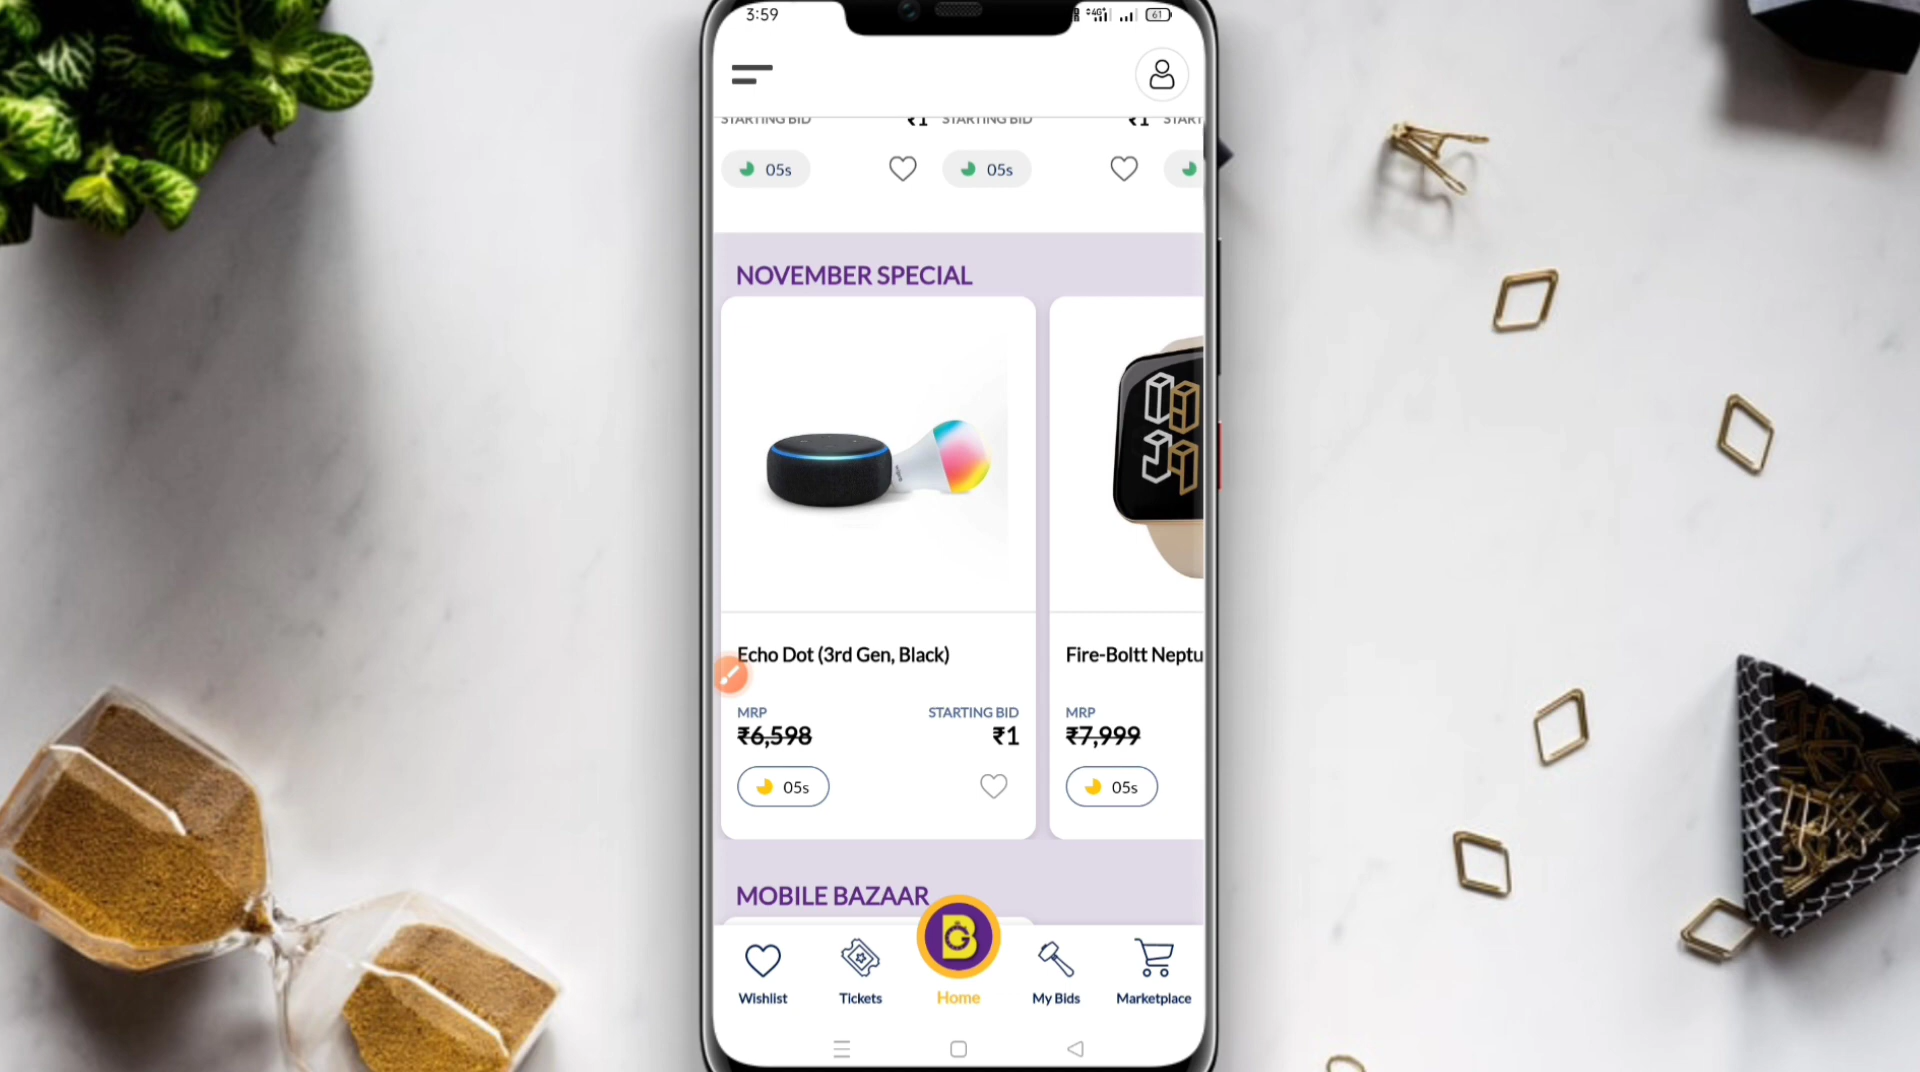 3:59
4G+
61
STARTING BID ₹1 STARTING BID ₹1 START
05s 05s
NOVEMBER SPECIAL
Echo Dot (3rd Gen, Black) Fire-Boltt Neptu
MRP STARTING BID MRP
₹6,598 ₹1 ₹7,999
05s 05s
MOBILE BAZAAR
Wishlist Tickets Home My Bids Marketplace